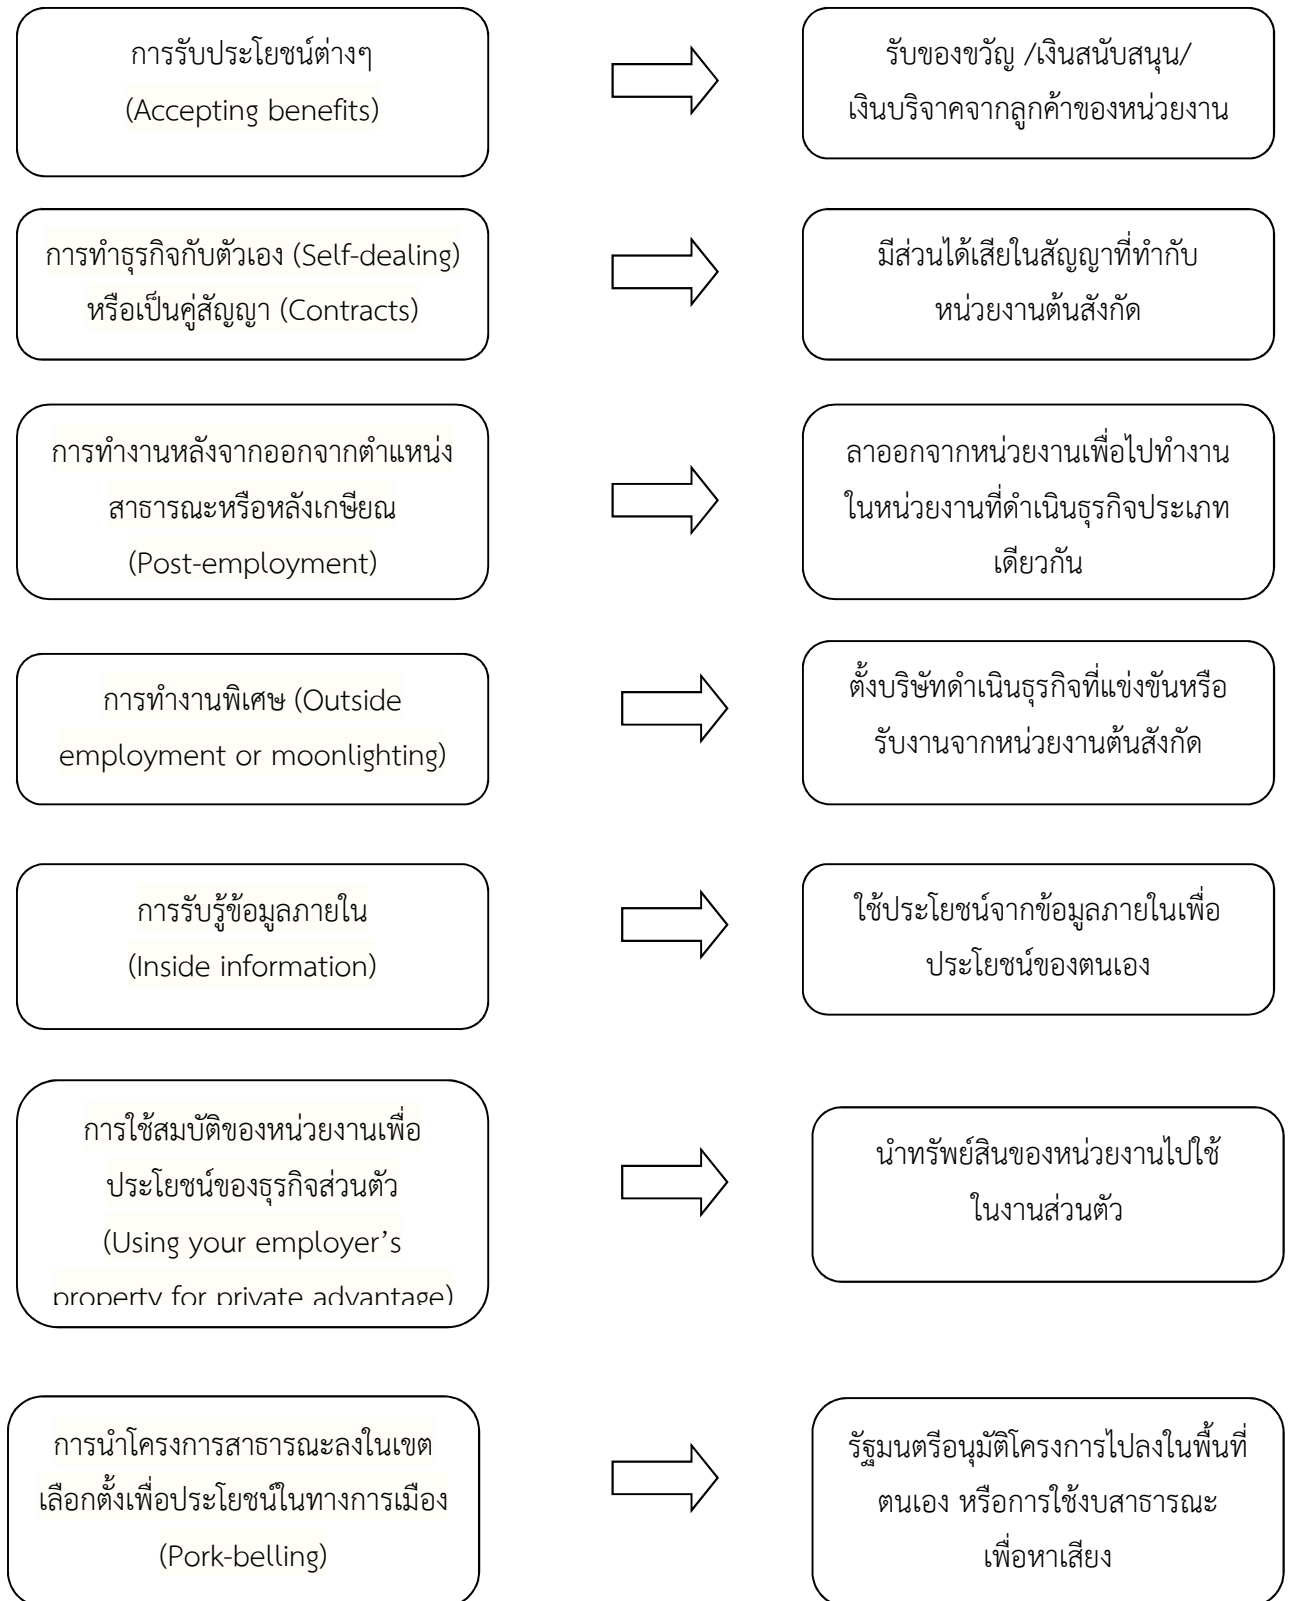 การรับประโยชน์ต่างๆ
(Accepting benefits)
รับของขวัญ /เงินสนับสนุน/
เงินบริจาคจากลูกค้าของหน่วยงาน
การทำธุรกิจกับตัวเอง (Self-dealing)
หรือเป็นคู่สัญญา (Contracts)
มีส่วนได้เสียในสัญญาที่ทำกับ
หน่วยงานต้นสังกัด
การทำงานหลังจากออกจากตำแหน่ง
สาธารณะหรือหลังเกษียณ
(Post-employment)
ลาออกจากหน่วยงานเพื่อไปทำงาน
ในหน่วยงานที่ดำเนินธุรกิจประเภท
เดียวกัน
การทำงานพิเศษ (Outside
employment or moonlighting)
ตั้งบริษัทดำเนินธุรกิจที่แข่งขันหรือ
รับงานจากหน่วยงานต้นสังกัด
การรับรู้ข้อมูลภายใน
(Inside information)
ใช้ประโยชน์จากข้อมูลภายในเพื่อ
ประโยชน์ของตนเอง
การใช้สมบัติของหน่วยงานเพื่อ
ประโยชน์ของธุรกิจส่วนตัว
(Using your employer’s
property for private advantage)
นำทรัพย์สินของหน่วยงานไปใช้
ในงานส่วนตัว
การนำโครงการสาธารณะลงในเขต
เลือกตั้งเพื่อประโยชน์ในทางการเมือง
(Pork-belling)
รัฐมนตรีอนุมัติโครงการไปลงในพื้นที่
ตนเอง หรือการใช้งบสาธารณะ
เพื่อหาเสียง